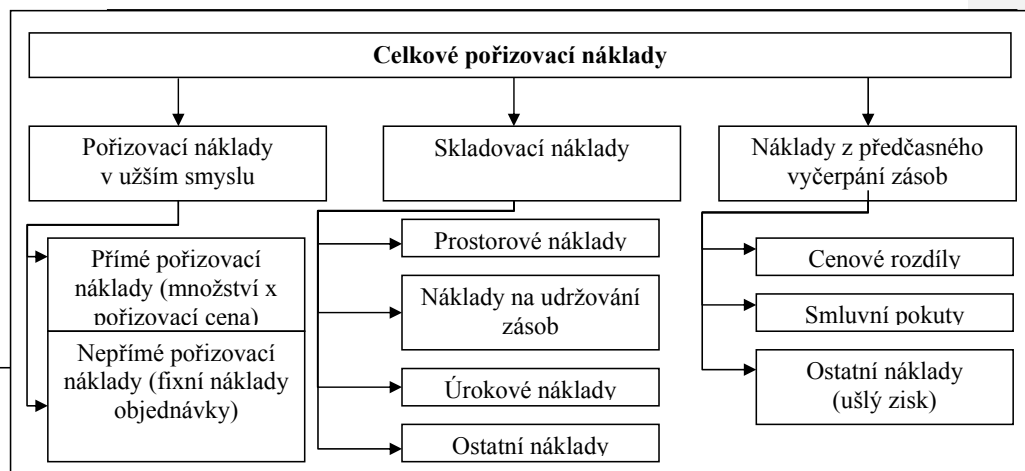 Celkové pořizovací náklady
Pořizovací náklady
v užším smyslu
Skladovací náklady
Náklady z předčasného
vyčerpání zásob
Přímé pořizovací
náklady (množství x
pořizovací cena)
Nepřímé pořizovací
náklady (fixní náklady
objednávky)
Prostorové náklady
Náklady na udržování
zásob
Úrokové náklady
Ostatní náklady
Cenové rozdíly
Smluvní pokuty
Ostatní náklady
(ušlý zisk)